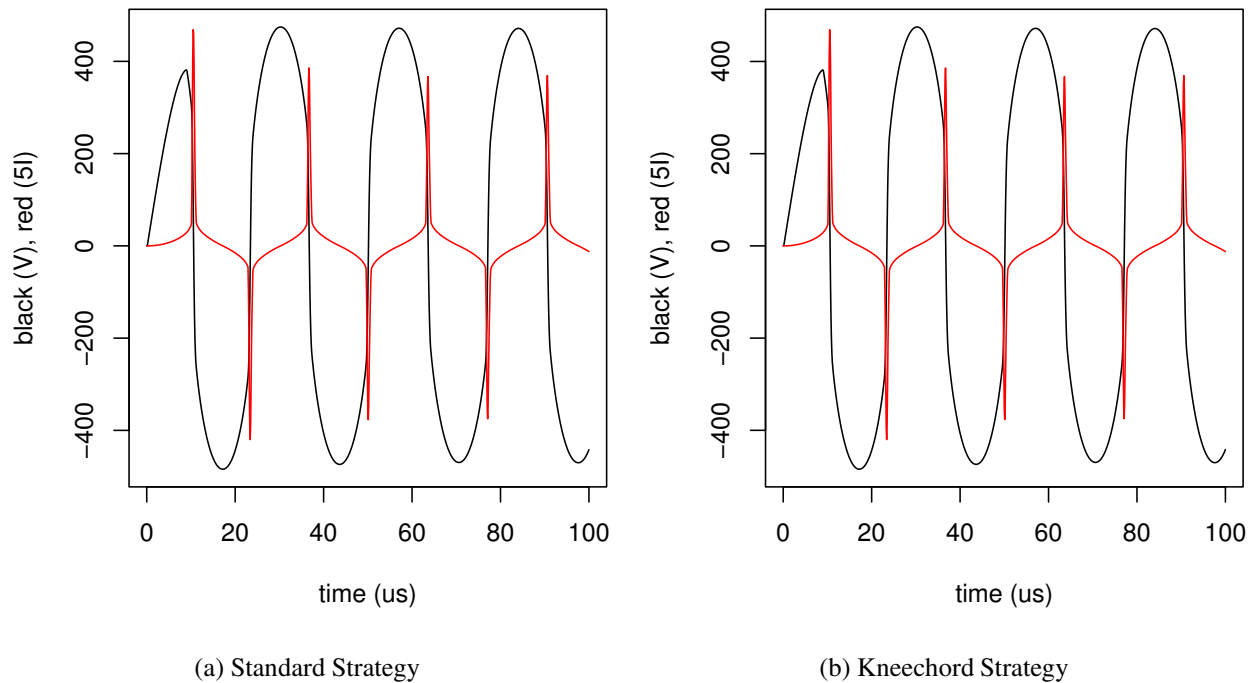 400
200
0
−200
−400
black (V), red (5I)
0 20 40 60 80 100
time (us)
(a) Standard Strategy
400
200
0
−200
−400
black (V), red (5I)
0 20 40 60 80 100
time (us)
(b) Kneechord Strategy